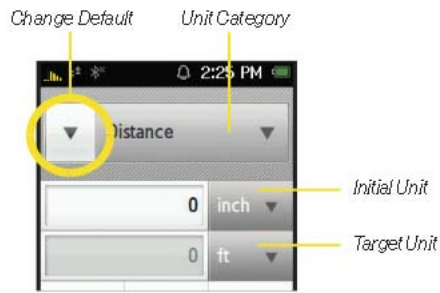 Change Default Unit Category
2:25 PM
Distance
0 inch
Initial Unit
0 ft
Target Unit